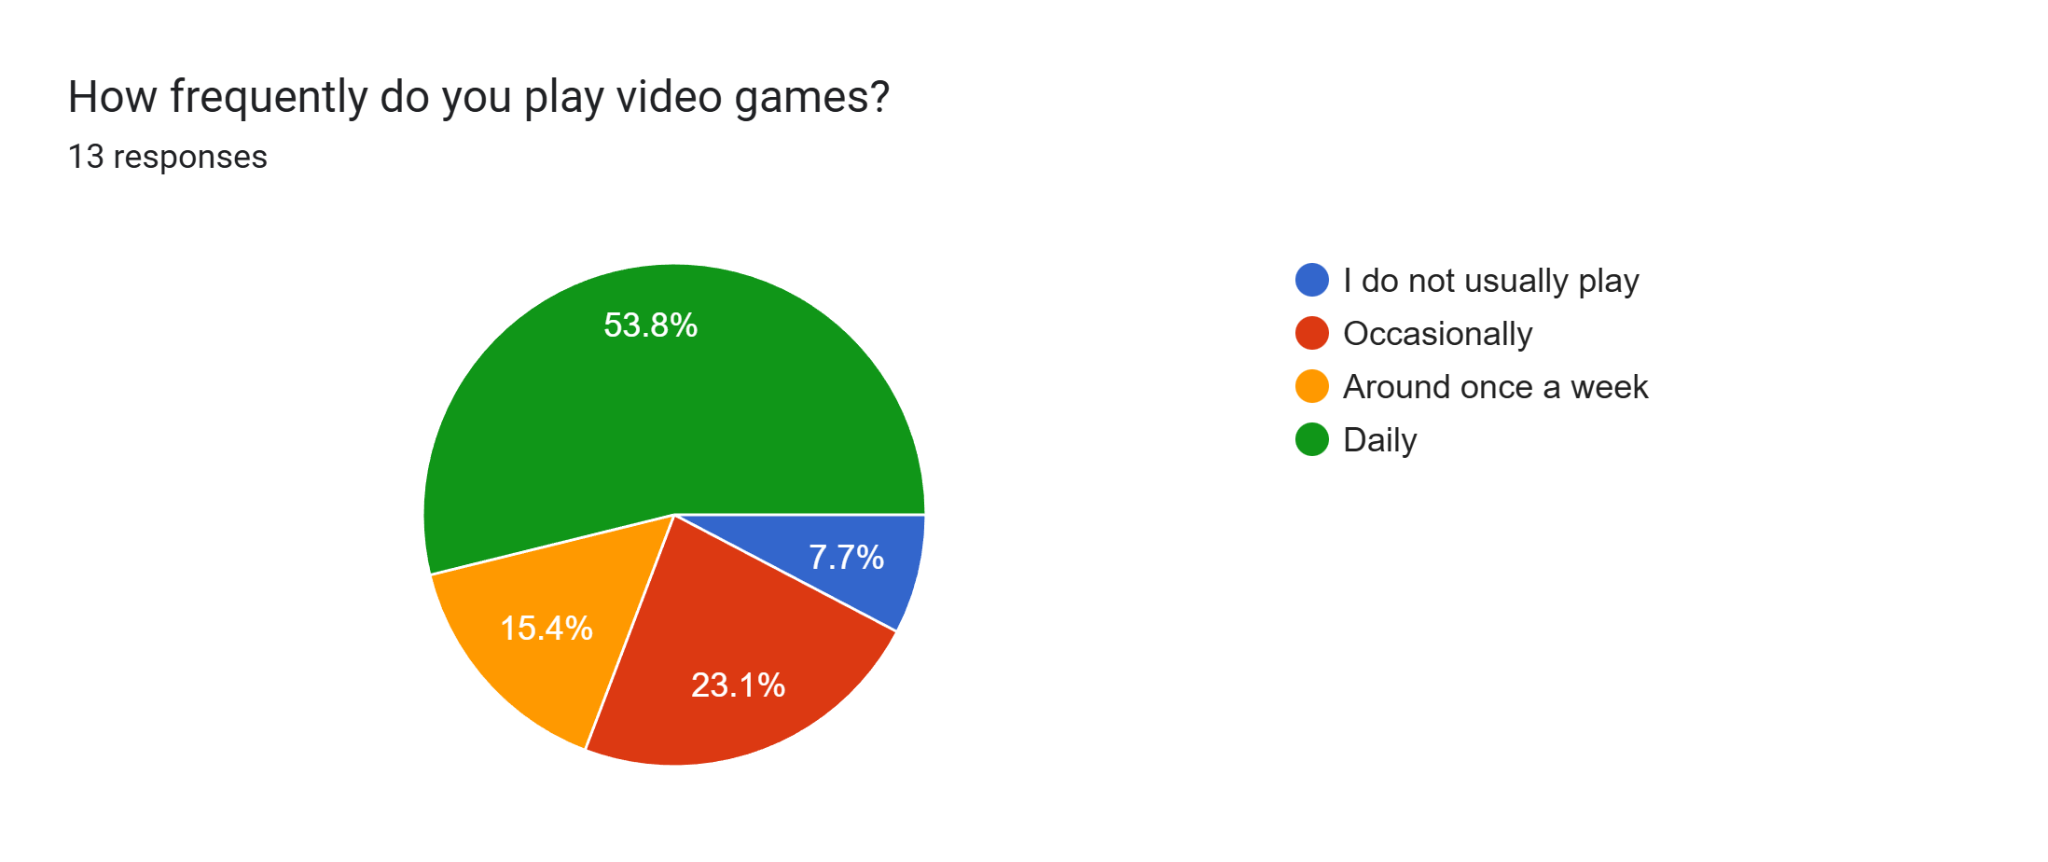 How frequently do you play video games?
13 responses
53.8%
7.7%
15.4%
23.1%
I do not usually play
Occasionally
Around once a week
Daily